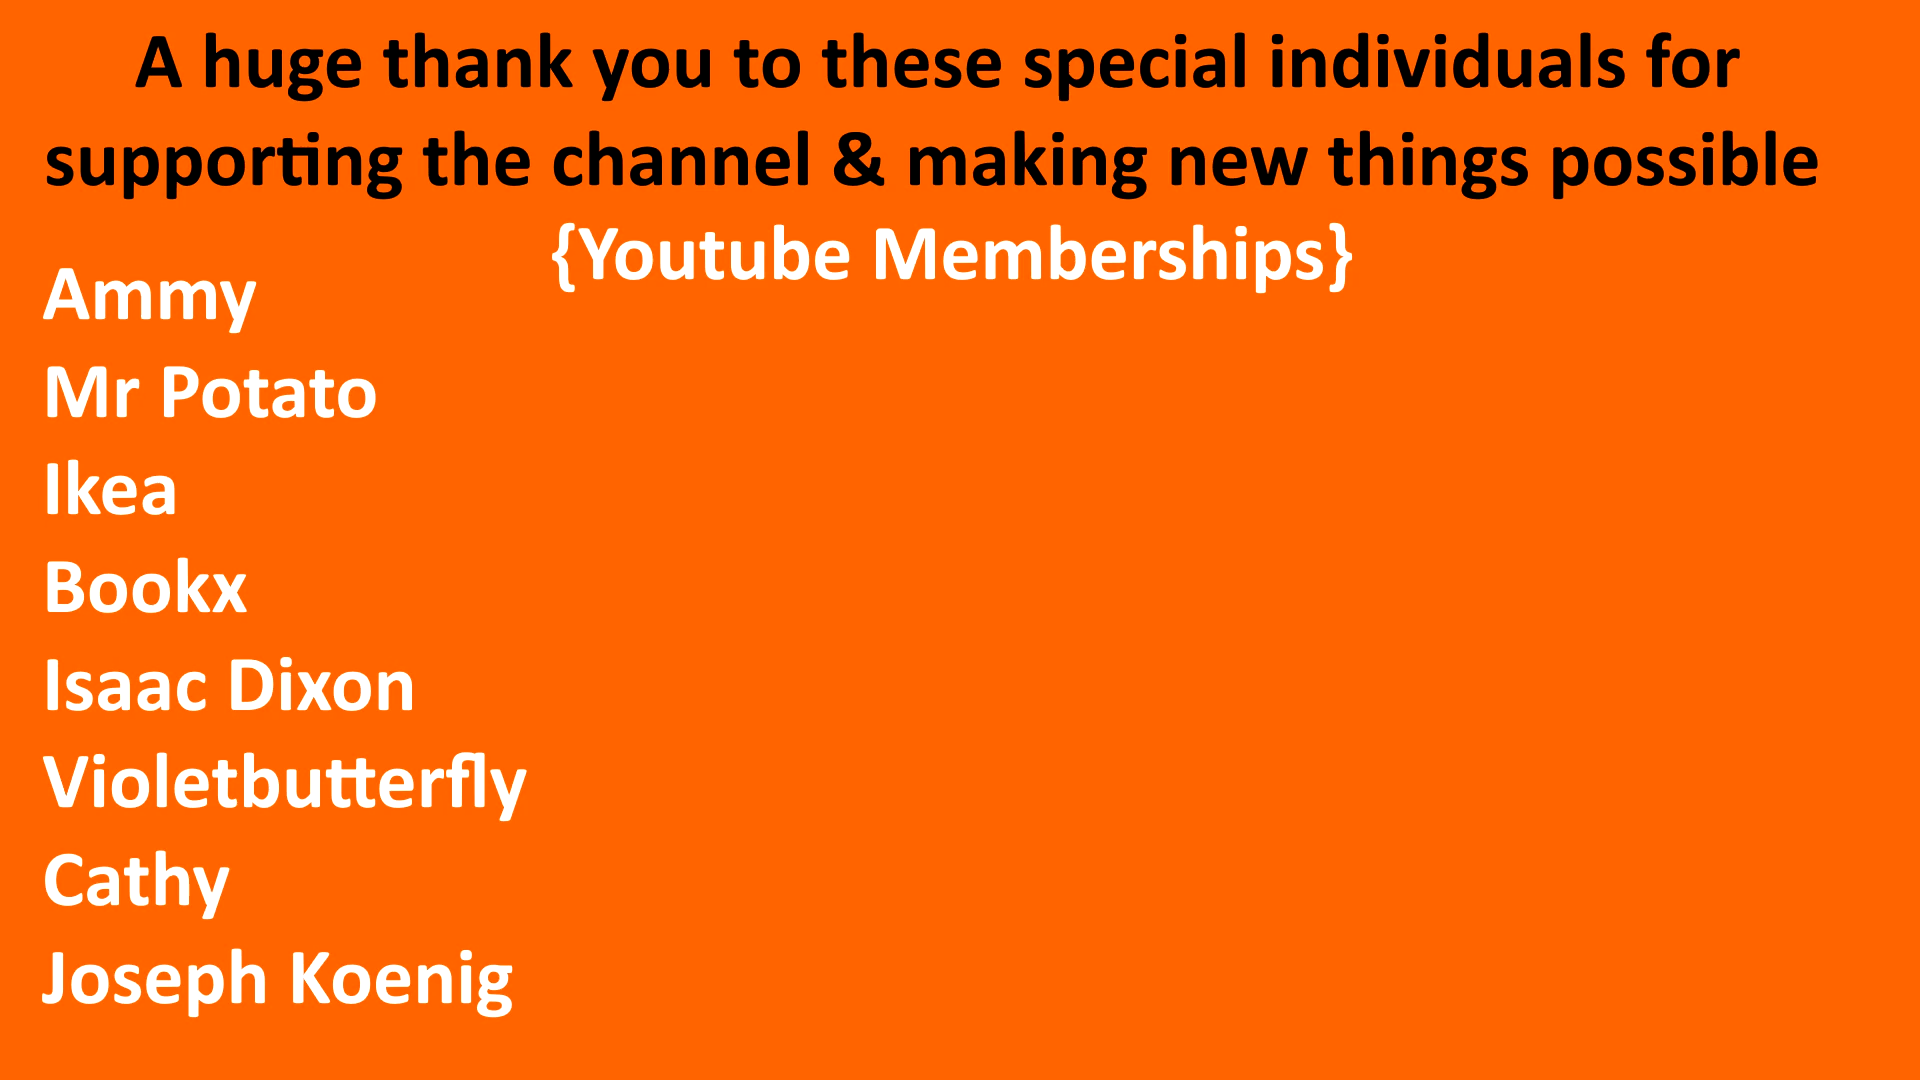 A huge thank you to these special individuals for
supporting the channel & making new things possible
{Youtube Memberships}
Ammy
Mr Potato
Ikea
Bookx
Isaac Dixon
Violetbutterfly
Cathy
Joseph Koenig